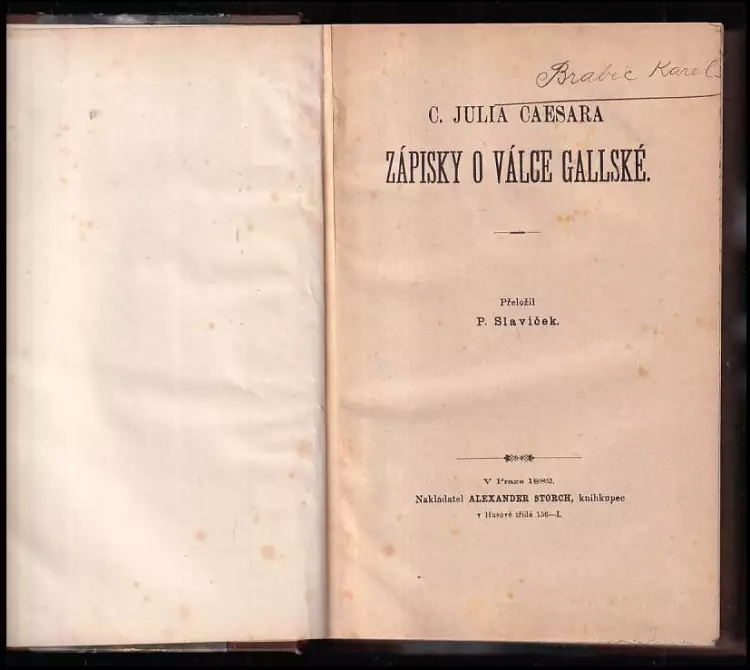 Brabec Karel
C. JULIA CAESARA
ZÁPISKY O VÁLCE GALLSKÉ.
Přeložil
P. Slavíček.
V Praze 1882.
Nakladatel ALEXANDER STORCH, knihkupec
v Husově třídě 156—I.